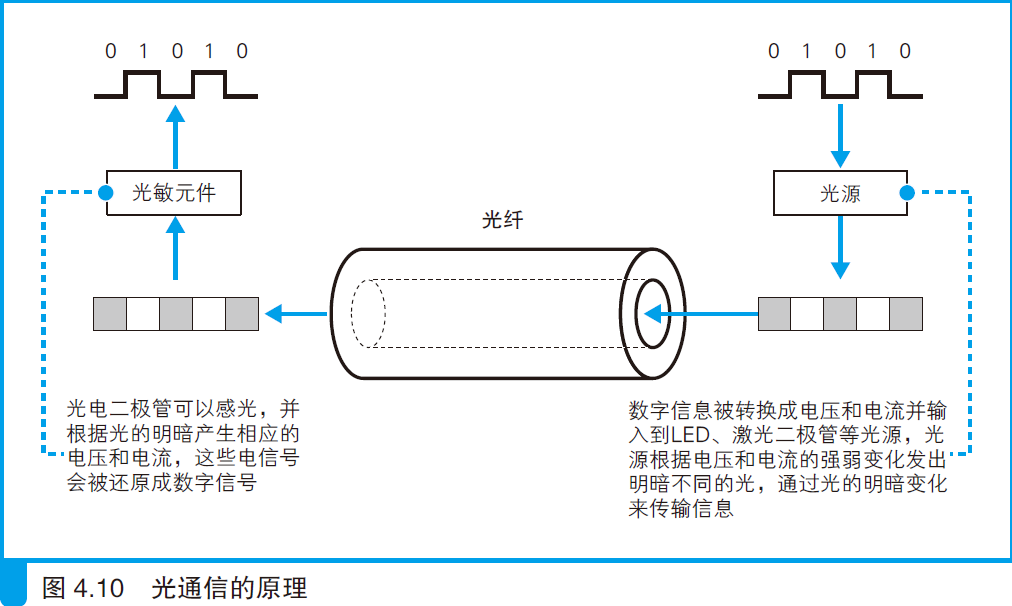 0 1 0 1 0
0 1 0 1 0
光敏元件
光源
光纤
光电二极管可以感光，并
根据光的明暗产生相应的
电压和电流，这些电信号
会被还原成数字信号
数字信息被转换成电压和电流并输
入到LED、激光二极管等光源，光
源根据电压和电流的强弱变化发出
明暗不同的光，通过光的明暗变化
来传输信息
图 4.10 光通信的原理